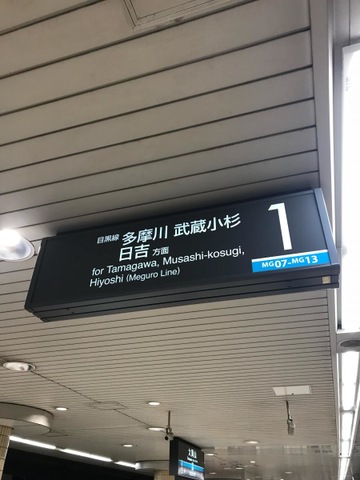 目黒線 多摩川 武蔵小杉
日吉 方面
for Tamagawa, Musashi-kosugi,
Hiyoshi (Meguro Line)
1
MG07-MG13